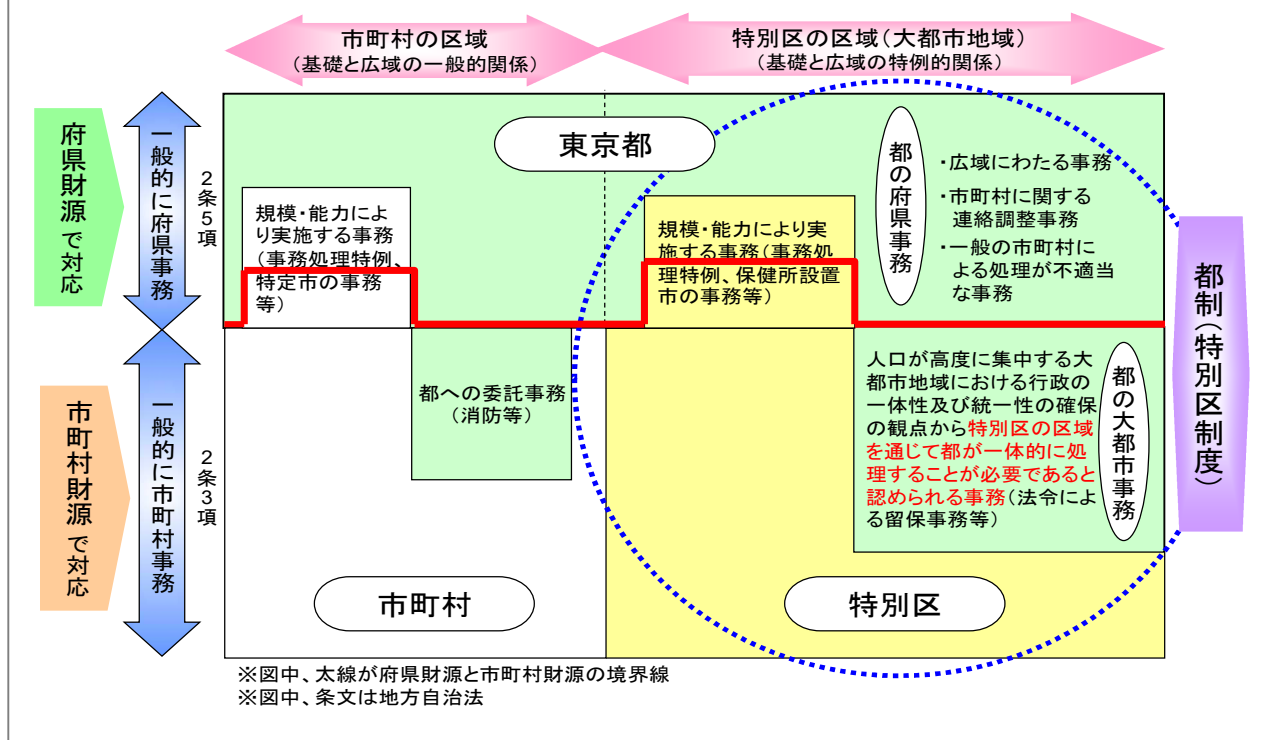 市町村の区域
（基礎と広域の一般的関係）
特別区の区域（大都市地域）
（基礎と広域の特例的関係）
府県財源で対応
一般的に府県事務
2条5項
東京都
規模・能力によ
り実施する事務
（事務処理特例、
特定市の事務
等）
規模・能力により実
施する事務（事務処
理特例、保健所設置
市の事務等）
都の府県事務
・広域にわたる事務
・市町村に関する
連絡調整事務
・一般の市町村に
よる処理が不適当
な事務
都制（特別区制度）
市町村財源で対応
一般的に市町村事務
2条3項
都への委託事務
（消防等）
人口が高度に集中する大
都市地域における行政の
一体性及び統一性の確保
の観点から特別区の区域
を通じて都が一体的に処
理することが必要であると
認められる事務（法令によ
る留保事務等）
都の大都市事務
市町村
特別区
※図中、太線が府県財源と市町村財源の境界線
※図中、条文は地方自治法